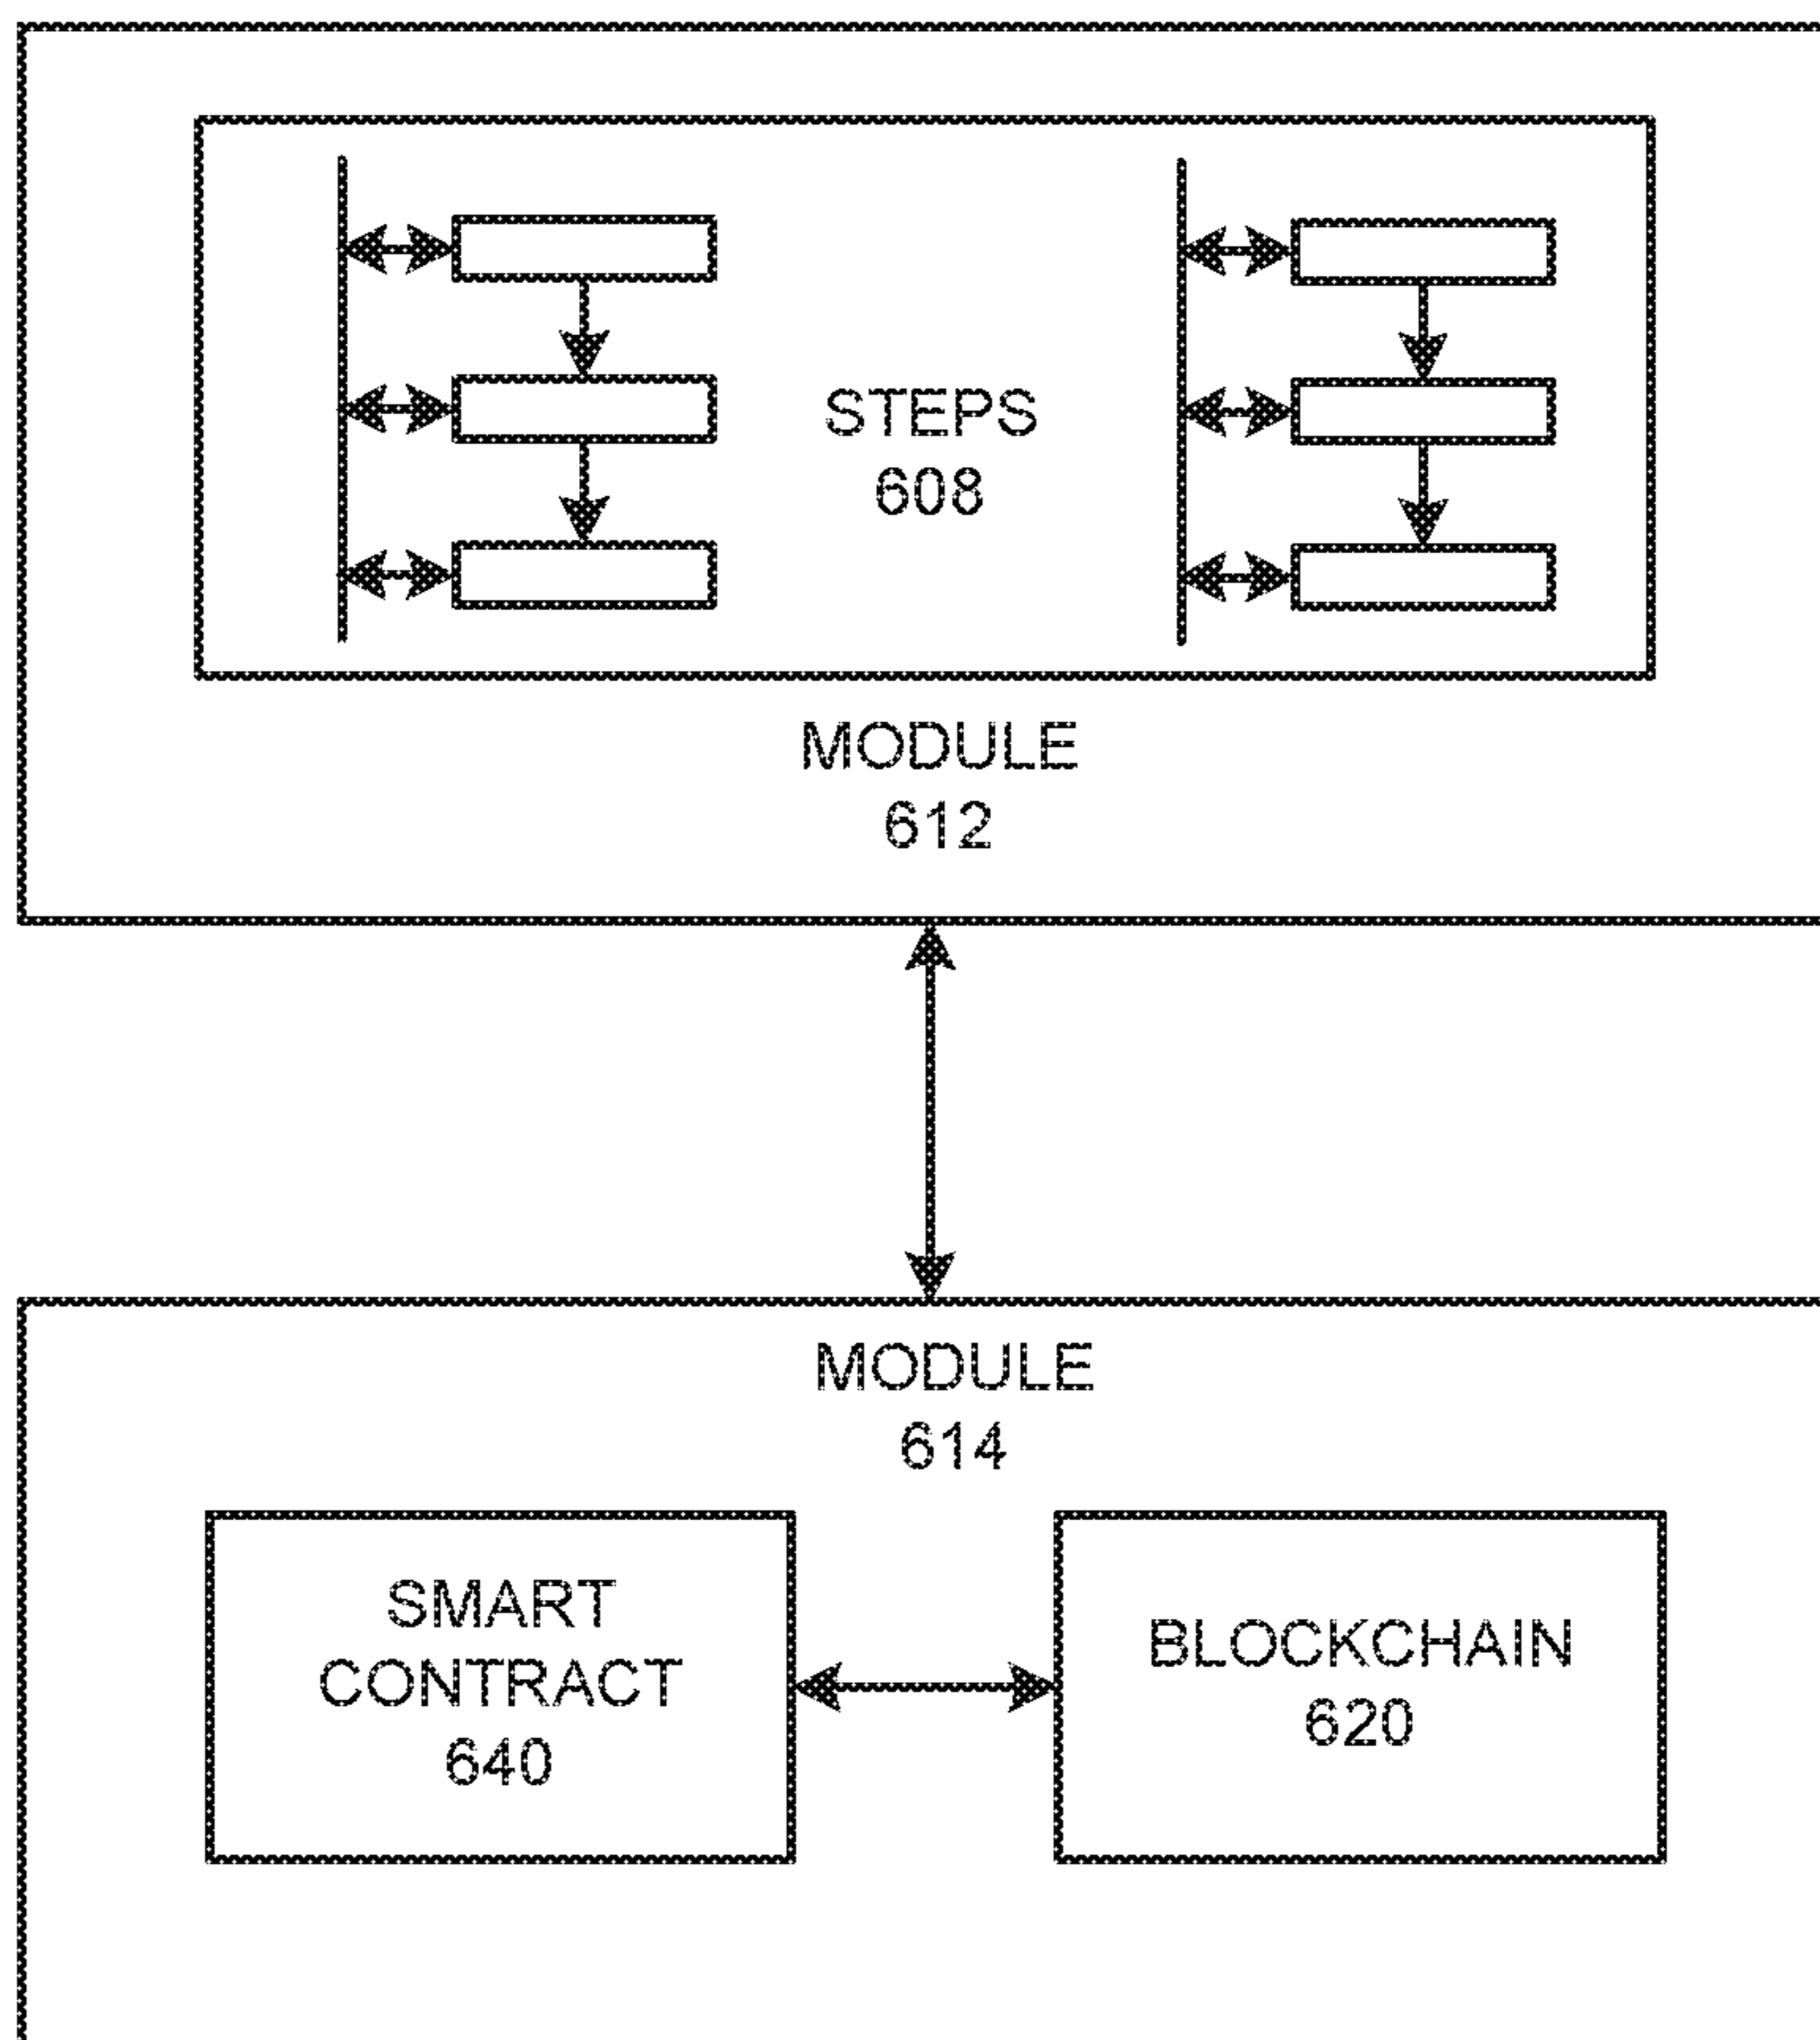 STEPS
608
MODULE
612
MODULE
614
SMART
CONTRACT
640
BLOCKCHAIN
620